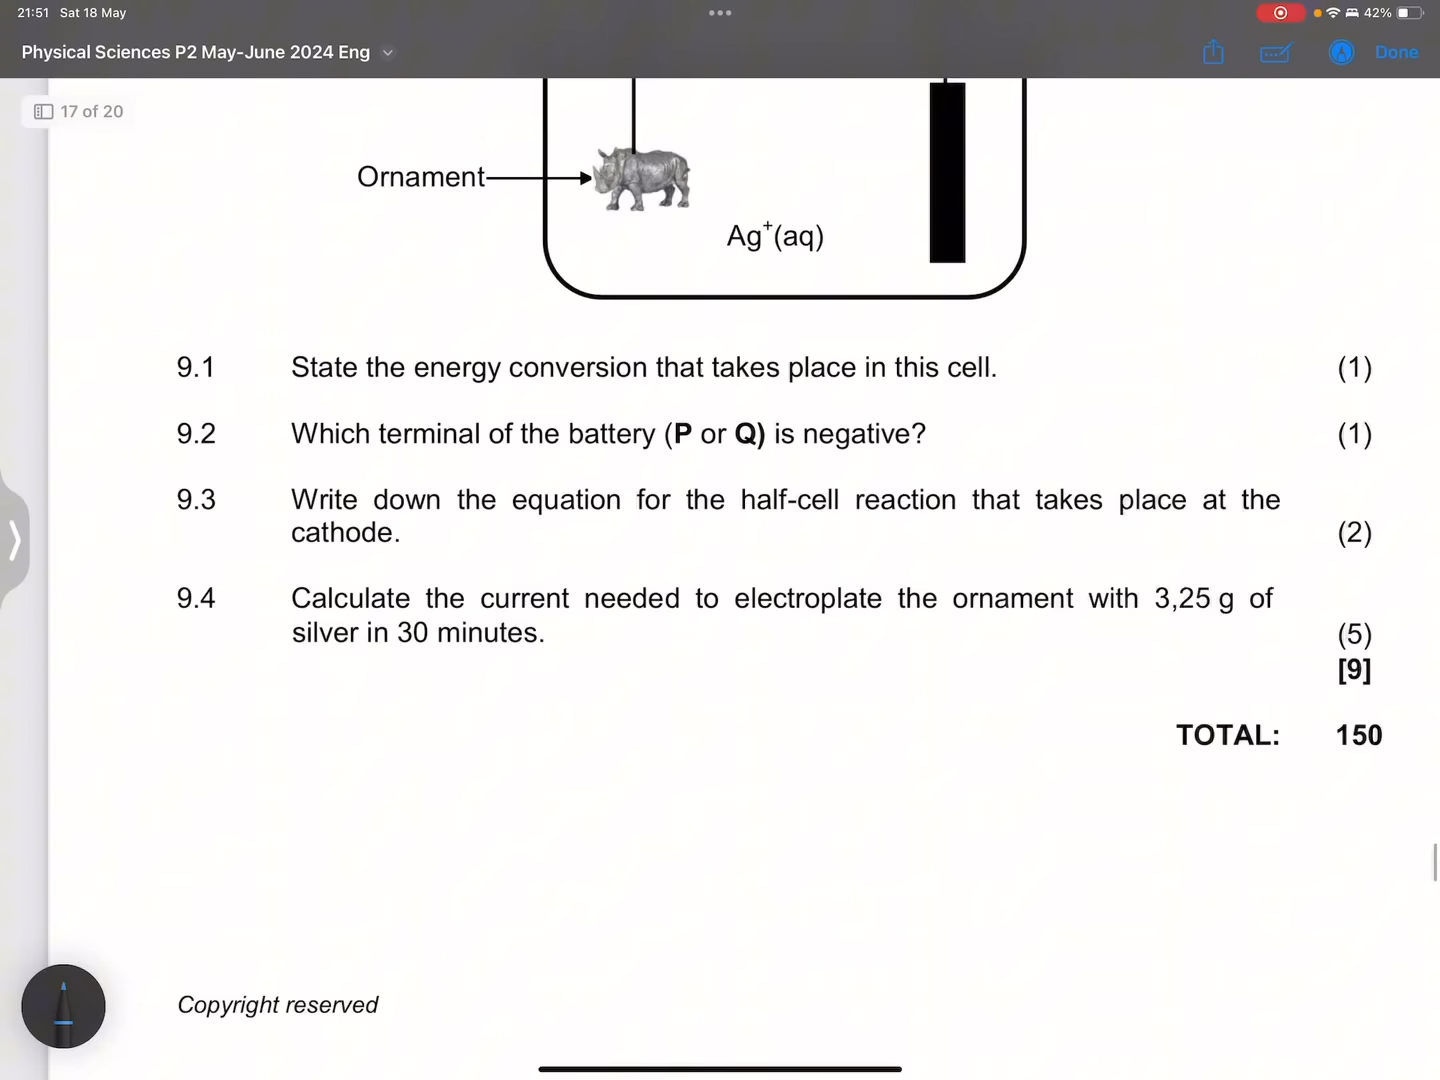 21:51 Sat 18 May
42%
Physical Sciences P2 May-June 2024 Eng
Done
17 of 20
Ornament
Ag⁺(aq)
9.1 State the energy conversion that takes place in this cell. (1)
9.2 Which terminal of the battery (P or Q) is negative? (1)
9.3 Write down the equation for the half-cell reaction that takes place at the
cathode. (2)
9.4 Calculate the current needed to electroplate the ornament with 3,25 g of
silver in 30 minutes. (5)
[9]
TOTAL: 150
Copyright reserved